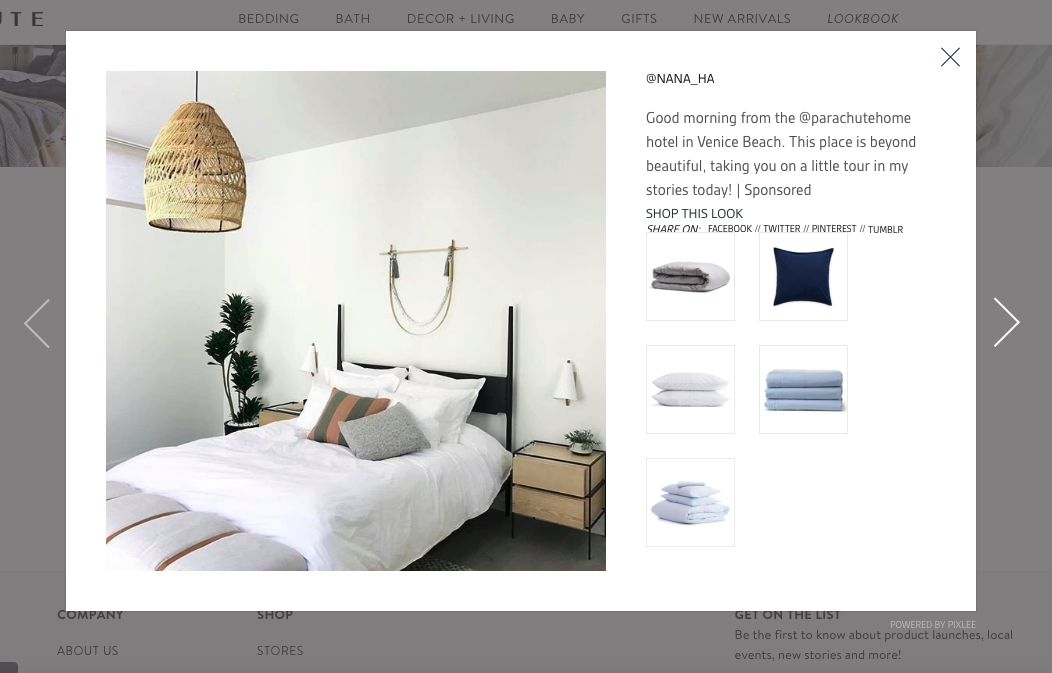 UTE
BEDDING BATH DECOR + LIVING BABY GIFTS NEW ARRIVALS LOOKBOOK
@NANA_HA
Good morning from the @parachutehome
hotel in Venice Beach. This place is beyond
beautiful, taking you on a little tour in my
stories today! | Sponsored
SHOP THIS LOOK
SHARE ON: FACEBOOK // TWITTER // PINTEREST // TUMBLR
COMPANY SHOP GET ON THE LIST
POWERED BY PIXLEE
Be the first to know about product launches, local
ABOUT US STORES events, new stories and more!